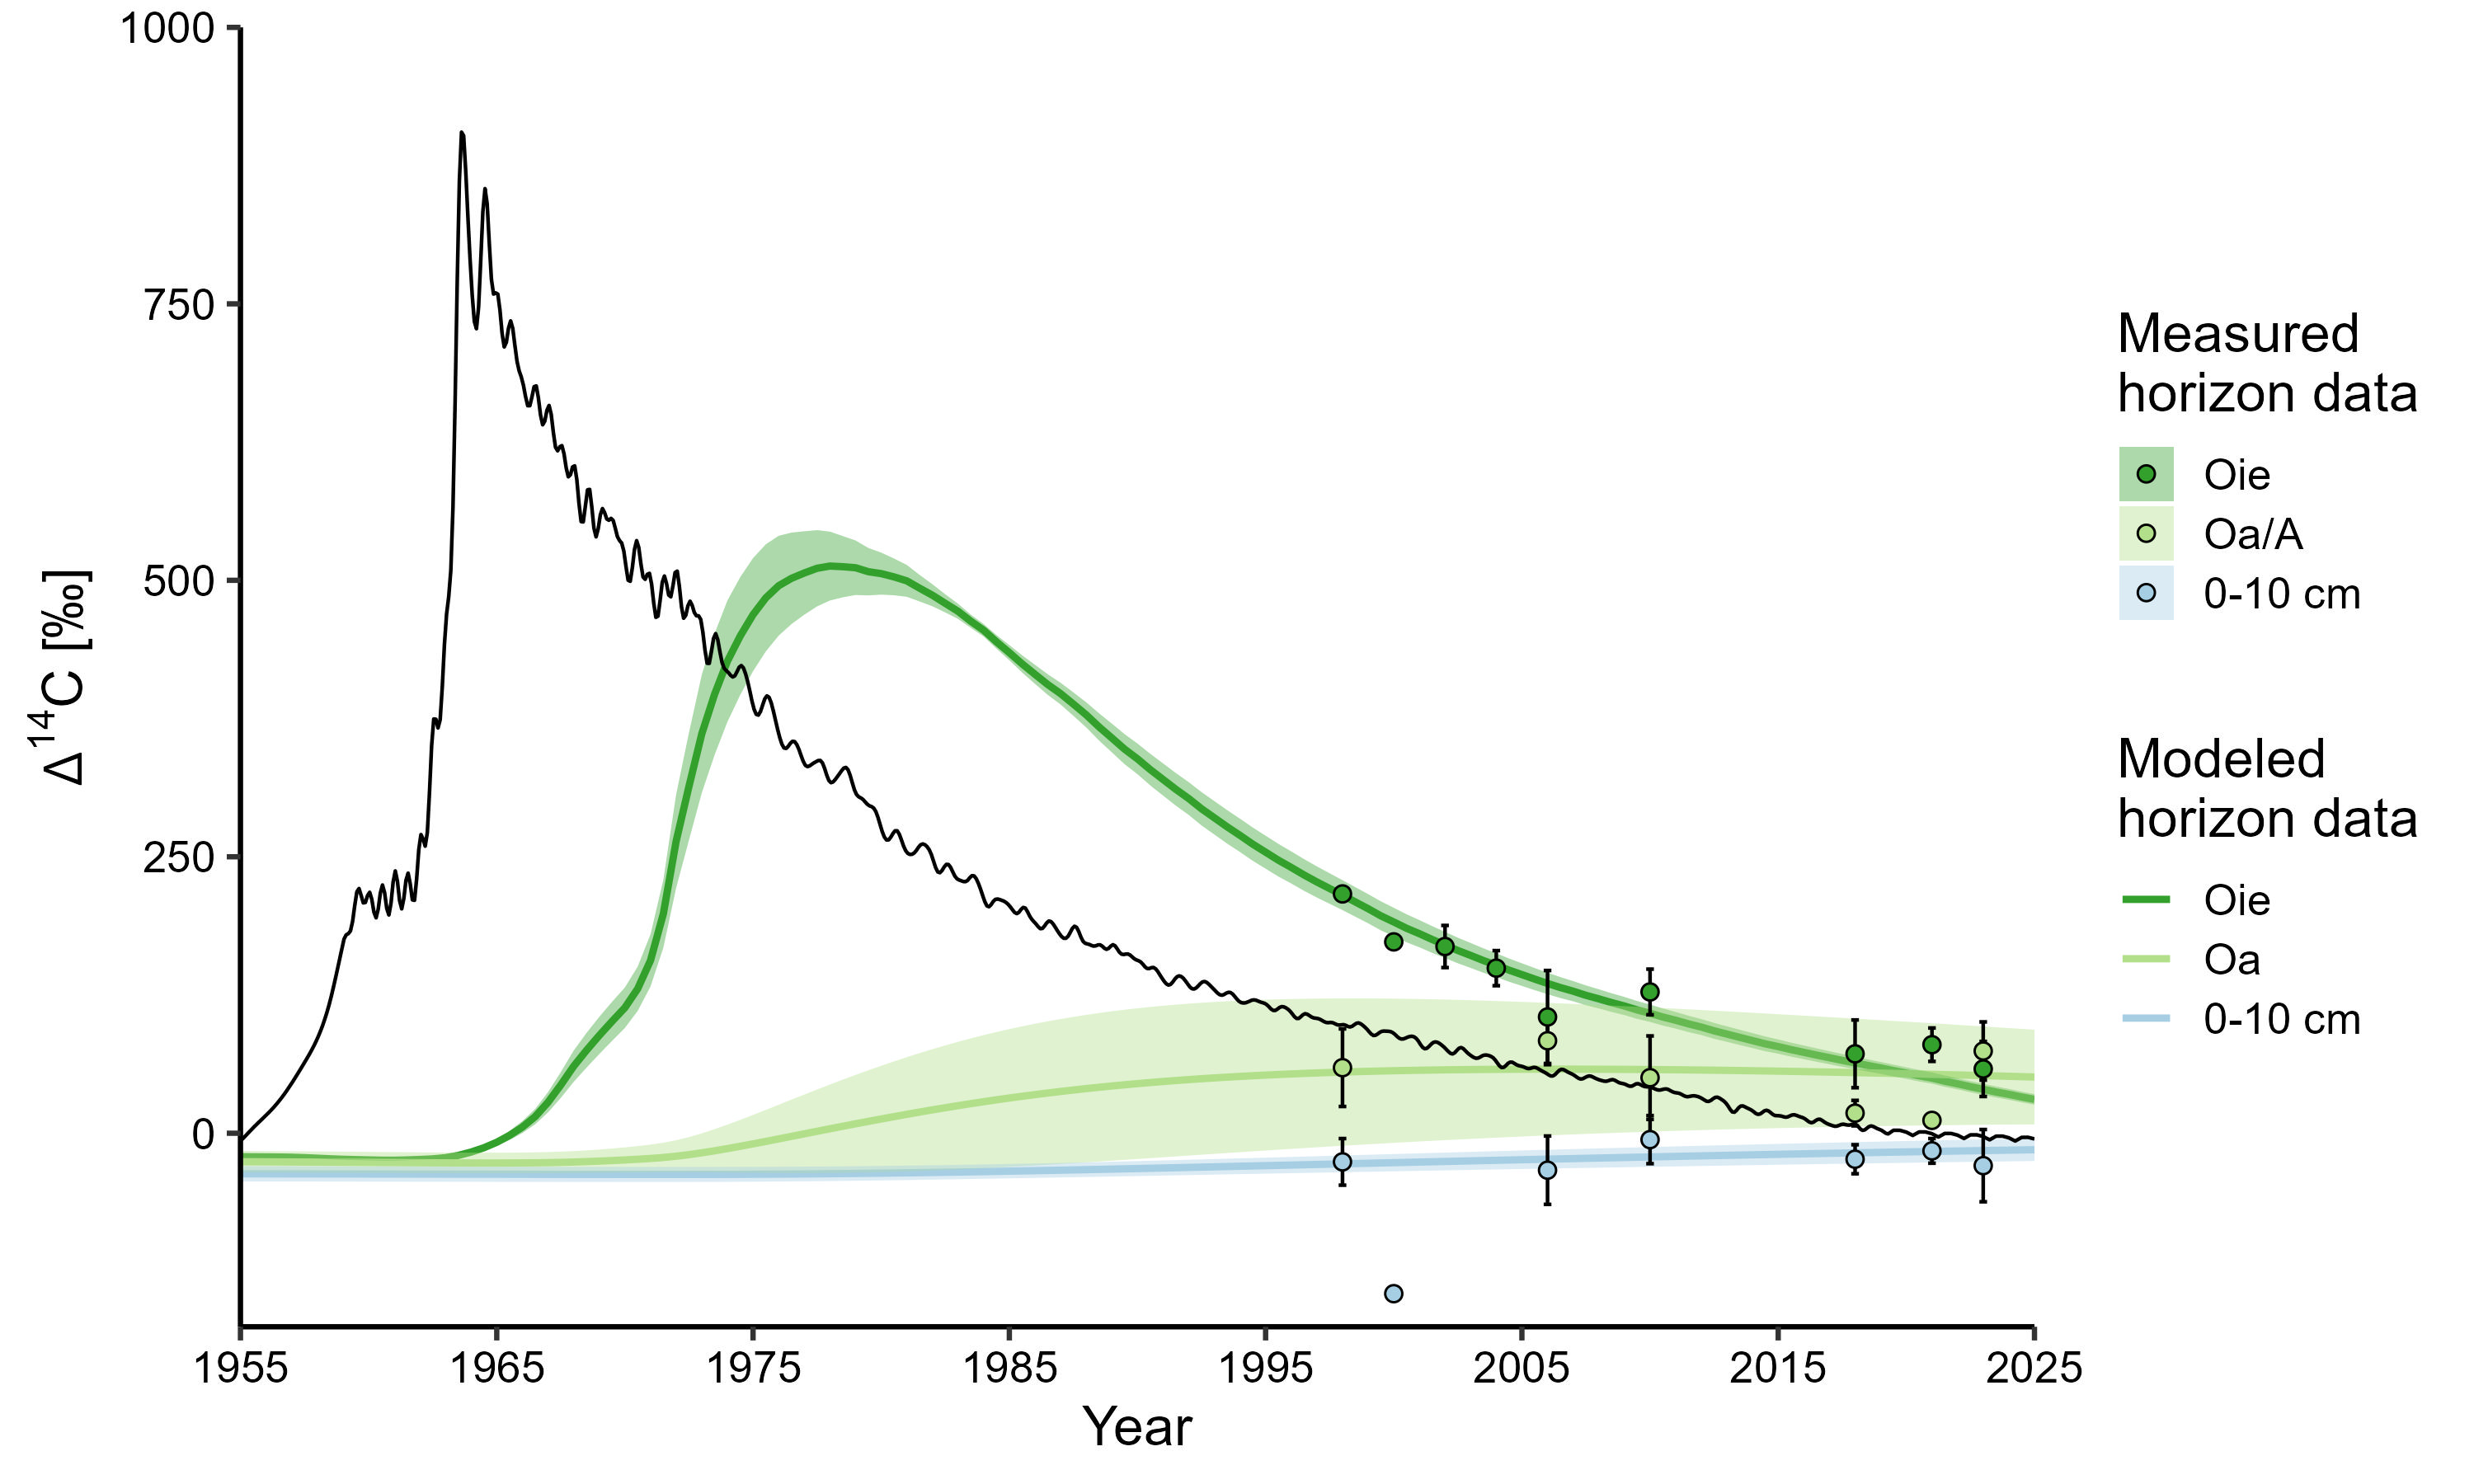 1000
750
500
250
0
Δ¹⁴C [‰]
1955 1965 1975 1985 1995 2005 2015 2025
Year
Measured
horizon data
Oie
Oa/A
0-10 cm
Modeled
horizon data
Oie
Oa
0-10 cm